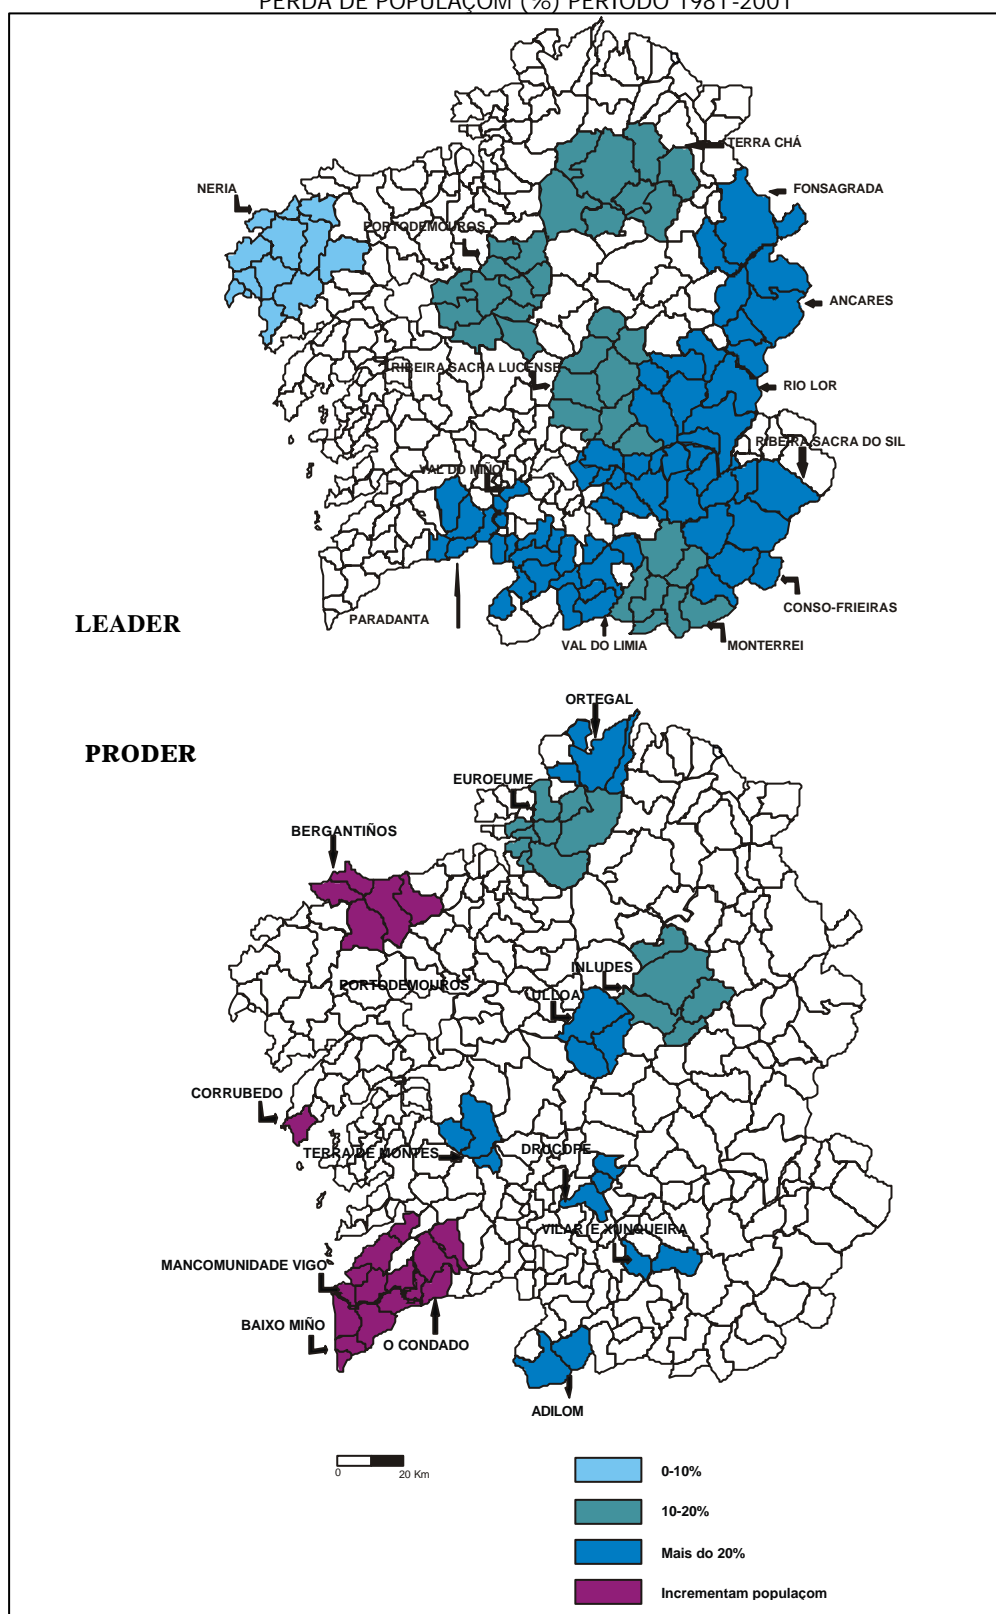 PERDA DE POPULAÇOM (%) PERÍODO 1981-2001
TERRA CHÁ
NERIA
FONSAGRADA
PORTODEMOUROS
ANCARES
RIBEIRA SACRA LUCENSE
RIO LOR
RIBEIRA SACRA DO SIL
VAL DO MIÑO
CONSO-FRIEIRAS
PARADANTA
LEADER
VAL DO LIMIA
MONTERREI
ORTEGAL
PRODER
EUROEUME
BERGANTIÑOS
INLUDES
PORTODEMOUROS
ULLOA
CORRUBEDO
TERRA DE MONTES
DRUCOPE
VILAR(E XUNQUEIRA
MANCOMUNIDADE VIGO
BAIXO MIÑO
O CONDADO
ADILOM
0
20 Km
0-10%
10-20%
Mais do 20%
Incrementam populaçom